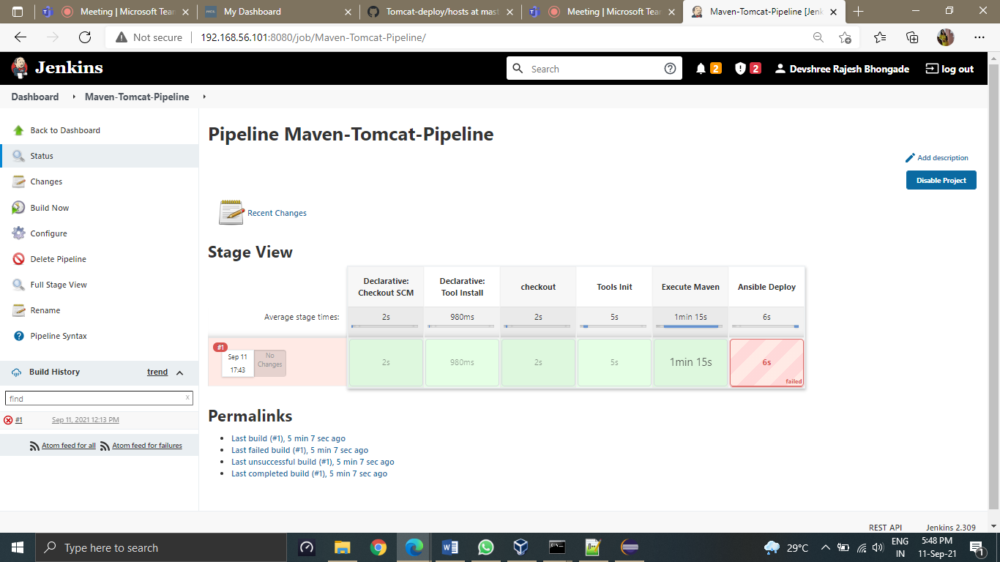 Meeting | Microsoft Tear
My Dashboard
Tomcat-deploy/hosts at mast
Meeting | Microsoft Tear
Maven-Tomcat-Pipeline [Jenk
Not secure
192.168.56.101:8080/job/Maven-Tomcat-Pipeline/
Jenkins
Search
2
2
Devshree Rajesh Bhongade
log out
Dashboard
Maven-Tomcat-Pipeline
Back to Dashboard
Status
Changes
Build Now
Configure
Delete Pipeline
Full Stage View
Rename
Pipeline Syntax
Build History
trend
find
x
#1
Sep 11, 2021 12:13 PM
Atom feed for all
Atom feed for failures
Pipeline Maven-Tomcat-Pipeline
Add description
Disable Project
Recent Changes
Stage View
Declarative:
Checkout SCM
Declarative:
Tool Install
checkout
Tools Init
Execute Maven
Ansible Deploy
Average stage times:
2s
980ms
2s
5s
1min 15s
6s
#1
Sep 11
17:43
No
Changes
2s
980ms
2s
5s
1min 15s
6s
failed
Permalinks
Last build (#1), 5 min 7 sec ago
Last failed build (#1), 5 min 7 sec ago
Last unsuccessful build (#1), 5 min 7 sec ago
Last completed build (#1), 5 min 7 sec ago
REST API
Jenkins 2.309
Type here to search
29°C
ENG
IN
5:48 PM
11-Sep-21
1